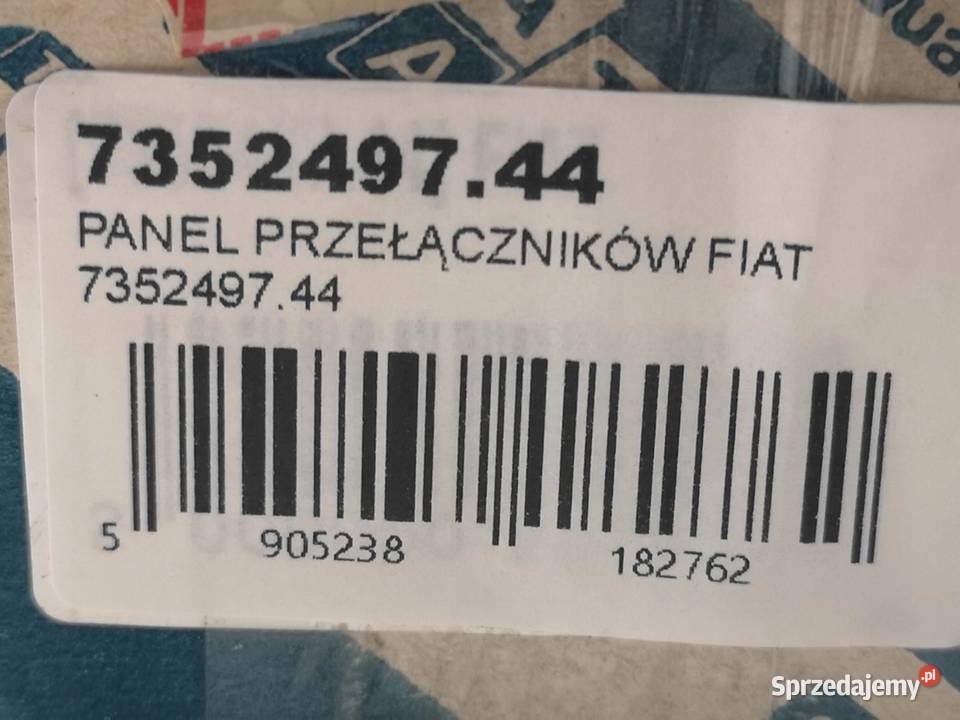 7352497.44
PANEL PRZEŁĄCZNIKÓW FIAT
7352497.44
5 905238 182762
Sprzedajemy.pl